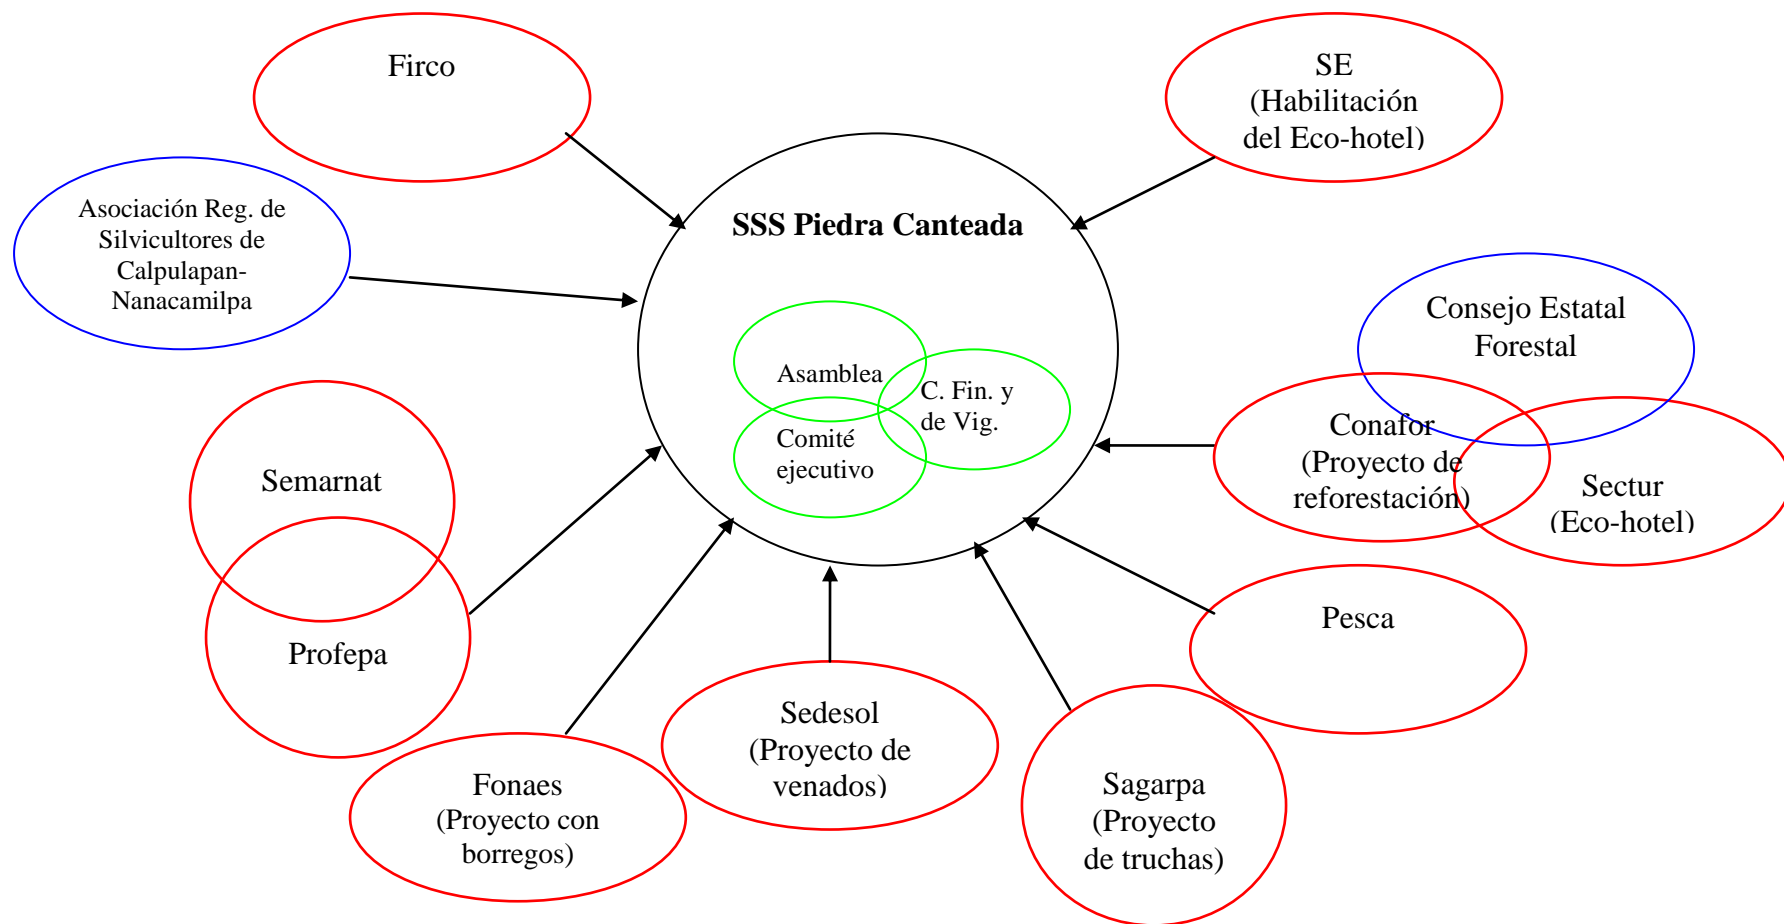 Firco
SE
(Habilitación
del Eco-hotel)
Asociación Reg. de
Silvicultores de
Calpulapan-
Nanacamilpa
SSS Piedra Canteada
Asamblea
C. Fin. y
de Vig.
Comité
ejecutivo
Consejo Estatal
Forestal
Conafor
(Proyecto de
reforestación)
Sectur
(Eco-hotel)
Semarnat
Profepa
Pesca
Sedesol
(Proyecto de
venados)
Fonaes
(Proyecto con
borregos)
Sagarpa
(Proyecto
de truchas)